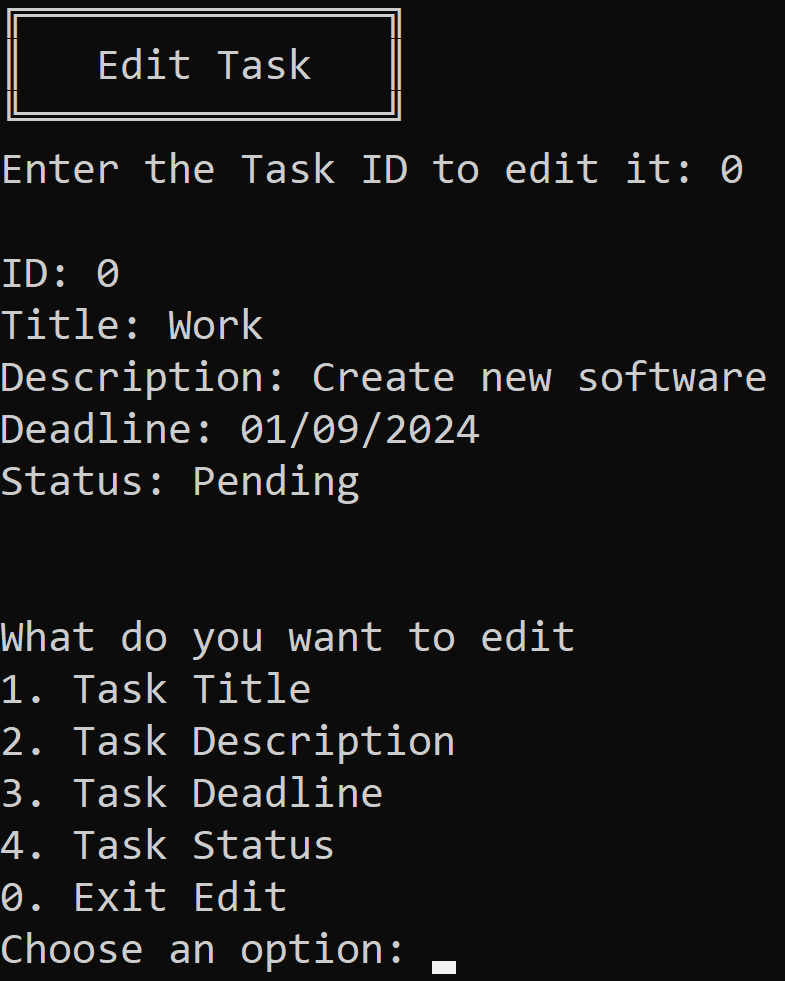 Edit Task
Enter the Task ID to edit it: 0
ID: 0
Title: Work
Description: Create new software
Deadline: 01/09/2024
Status: Pending
What do you want to edit
1. Task Title
2. Task Description
3. Task Deadline
4. Task Status
0. Exit Edit
Choose an option: